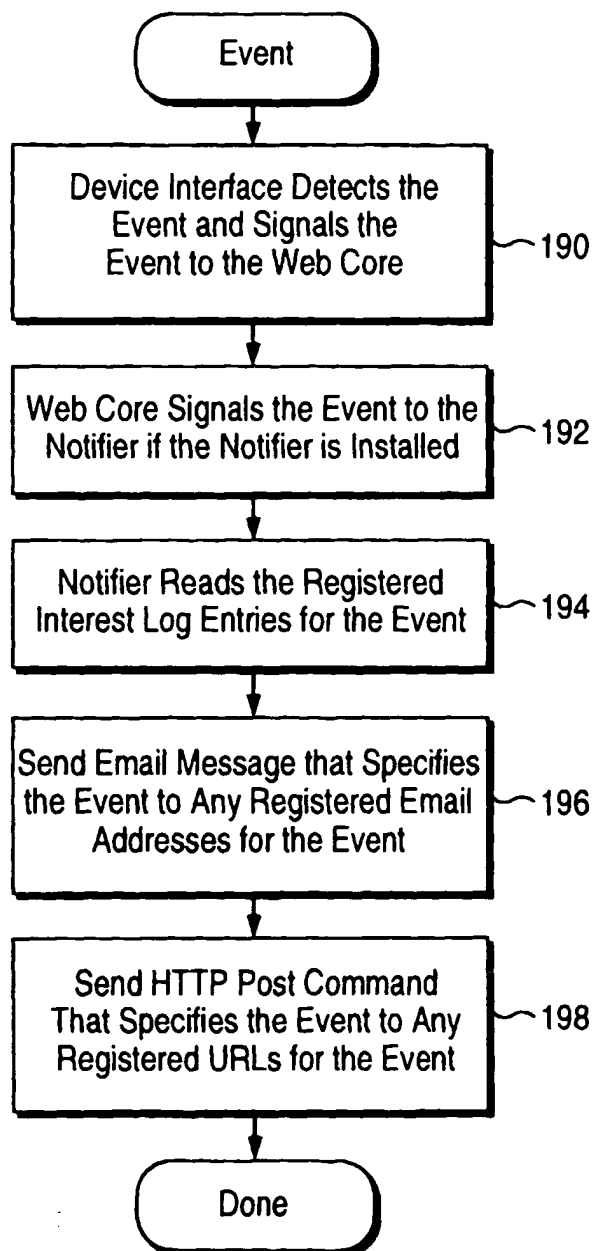 Event
Device Interface Detects the
Event and Signals the
Event to the Web Core
190
Web Core Signals the Event to the
Notifier if the Notifier is Installed
192
Notifier Reads the Registered
Interest Log Entries for the Event
194
Send Email Message that Specifies
the Event to Any Registered Email
Addresses for the Event
196
Send HTTP Post Command
That Specifies the Event to Any
Registered URLs for the Event
198
Done